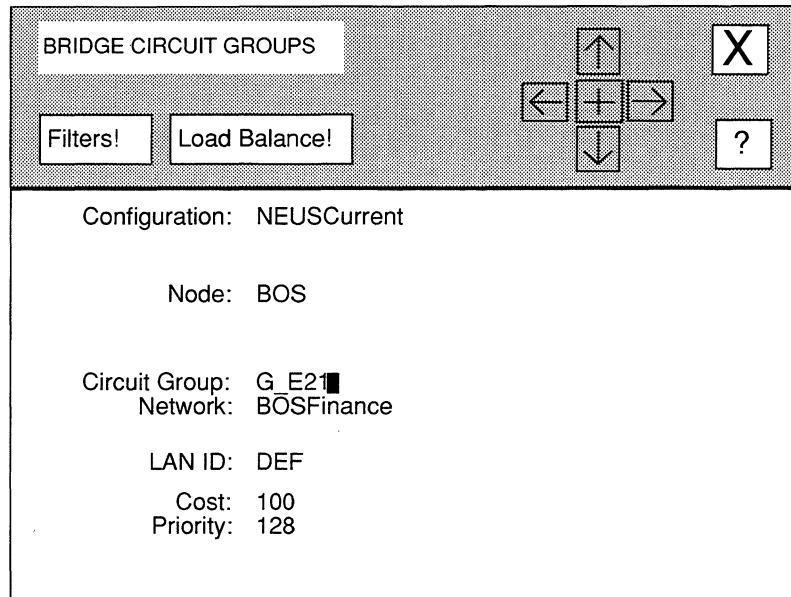 BRIDGE CIRCUIT GROUPS
X
Filters!
Load Balance!
?
Configuration: NEUSCurrent
Node: BOS
Circuit Group: G_E21
Network: BOSFinance
LAN ID: DEF
Cost: 100
Priority: 128